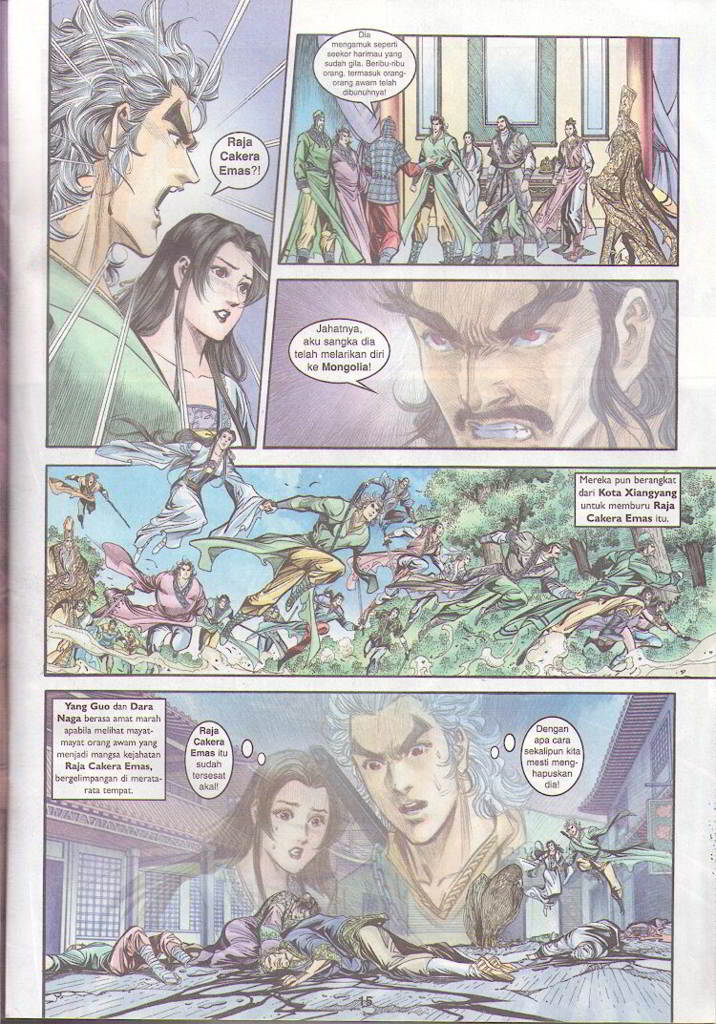 Raja
Cakera
Emas?!
Dia
mengamuk seperti
seekor harimau yang
sudah gila. Beribu-ribu
orang, termasuk orang-
orang awam telah
dibunuhnya!
Jahatnya,
aku sangka dia
telah melarikan diri
ke Mongolia!
Mereka pun berangkat
dari Kota Xiangyang
untuk memburu Raja
Cakera Emas itu.
Yang Guo dan Dara
Naga berasa amat marah
apabila melihat mayat-
mayat orang awam yang
menjadi mangsa kejahatan
Raja Cakera Emas,
bergelimpangan di merata-
rata tempat.
Raja
Cakera
Emas itu
sudah
tersesat
akal!
Dengan
apa cara
sekalipun kita
mesti meng-
hapuskan
dia!
15